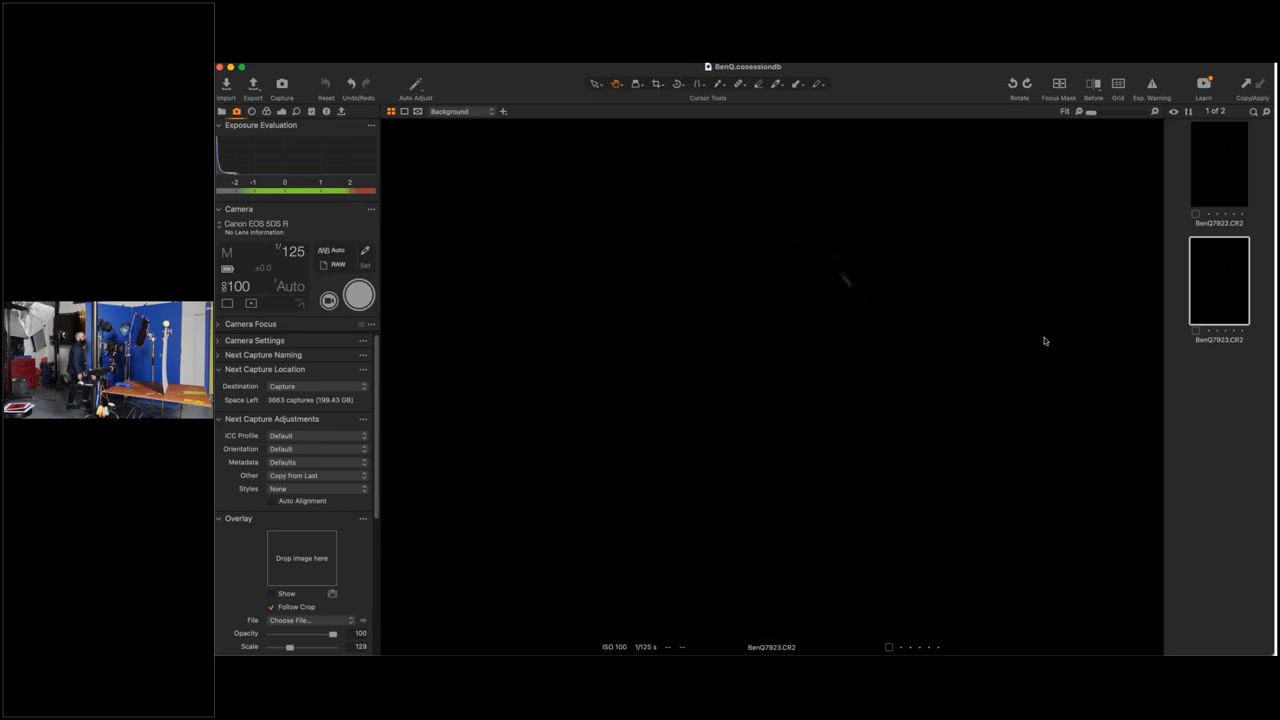 BenQ.cosessiondb
Import Export Capture Reset Undo/Redo Auto Adjust Cursor Tools Rotate Focus Mask Before Grid Exp. Warning Learn Copy/Apply
Background Fit 1 of 2
Exposure Evaluation
-2 -1 0 1 2
Camera
Canon EOS 5DS R
No Lens Information
M 1/125 AWB Auto
±0.0 RAW Set
ISO 100 f Auto
Camera Focus
Camera Settings
Next Capture Naming
Next Capture Location
Destination Capture
Space Left 3663 captures (199.43 GB)
Next Capture Adjustments
ICC Profile Default
Orientation Default
Metadata Defaults
Other Copy from Last
Styles None
Auto Alignment
Overlay
Drop image here
Show
Follow Crop
File Choose File...
Opacity 100
Scale 129
ISO 100 1/125 s -- -- BenQ7923.CR2
BenQ7922.CR2
BenQ7923.CR2